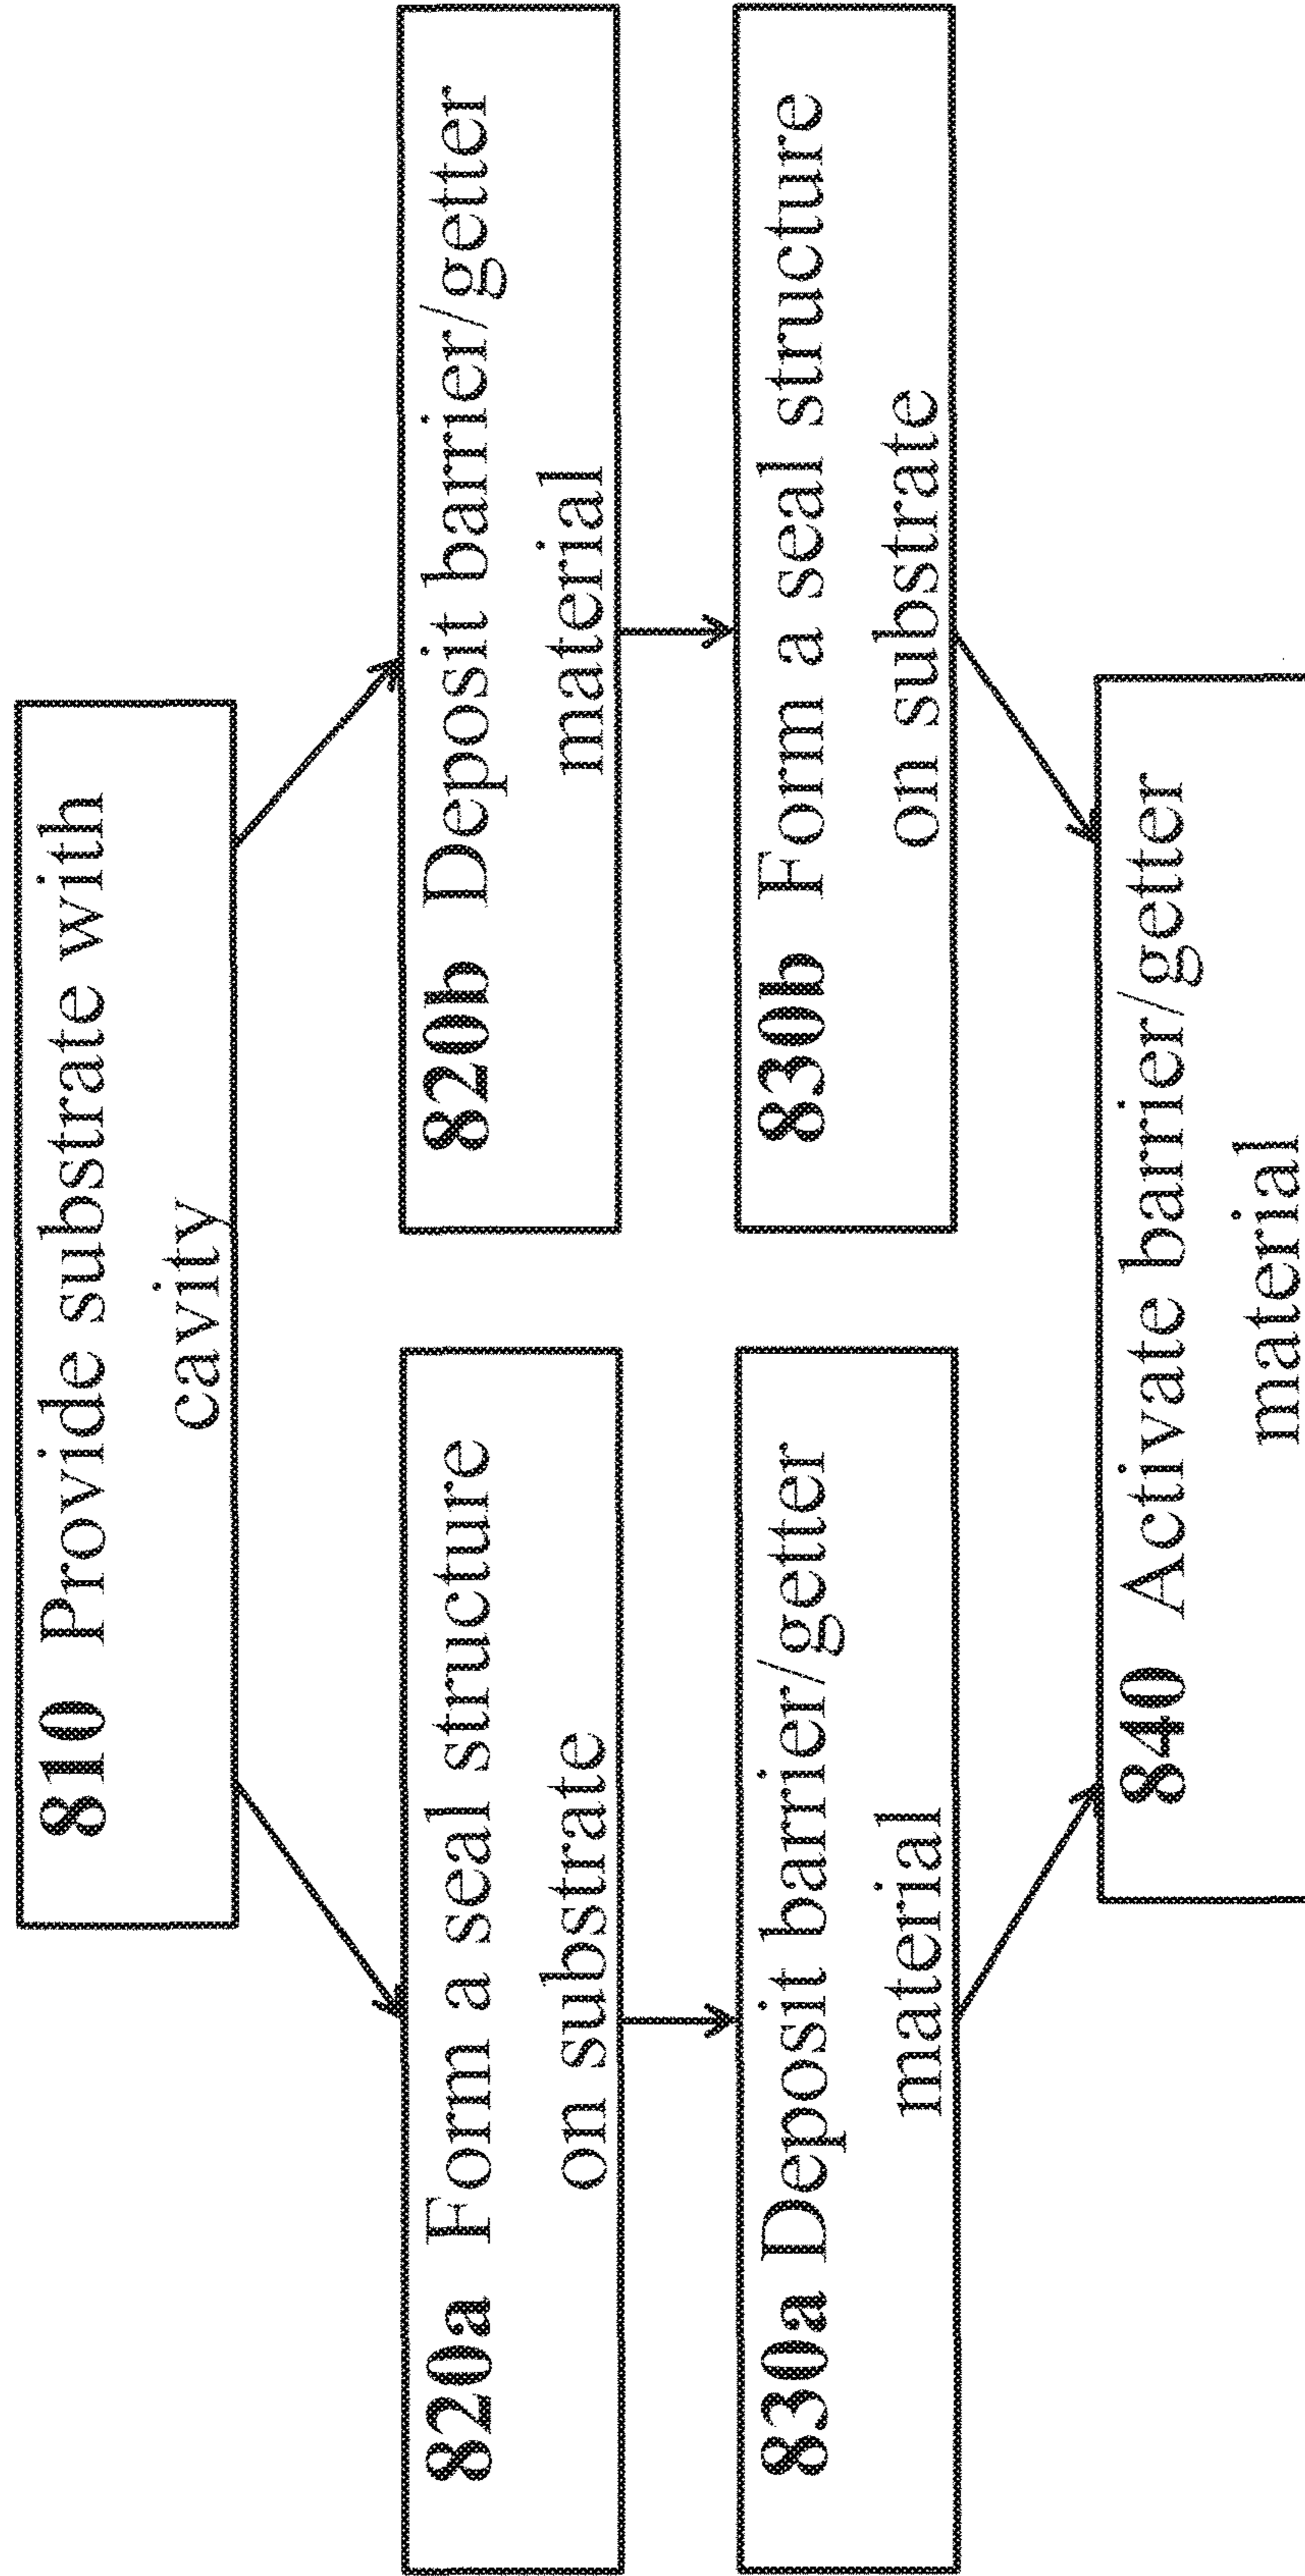 810 Provide substrate with
cavity
820a Form a seal structure
on substrate
820b Deposit barrier/getter
material
830a Deposit barrier/getter
material
830b Form a seal structure
on substrate
840 Activate barrier/getter
material